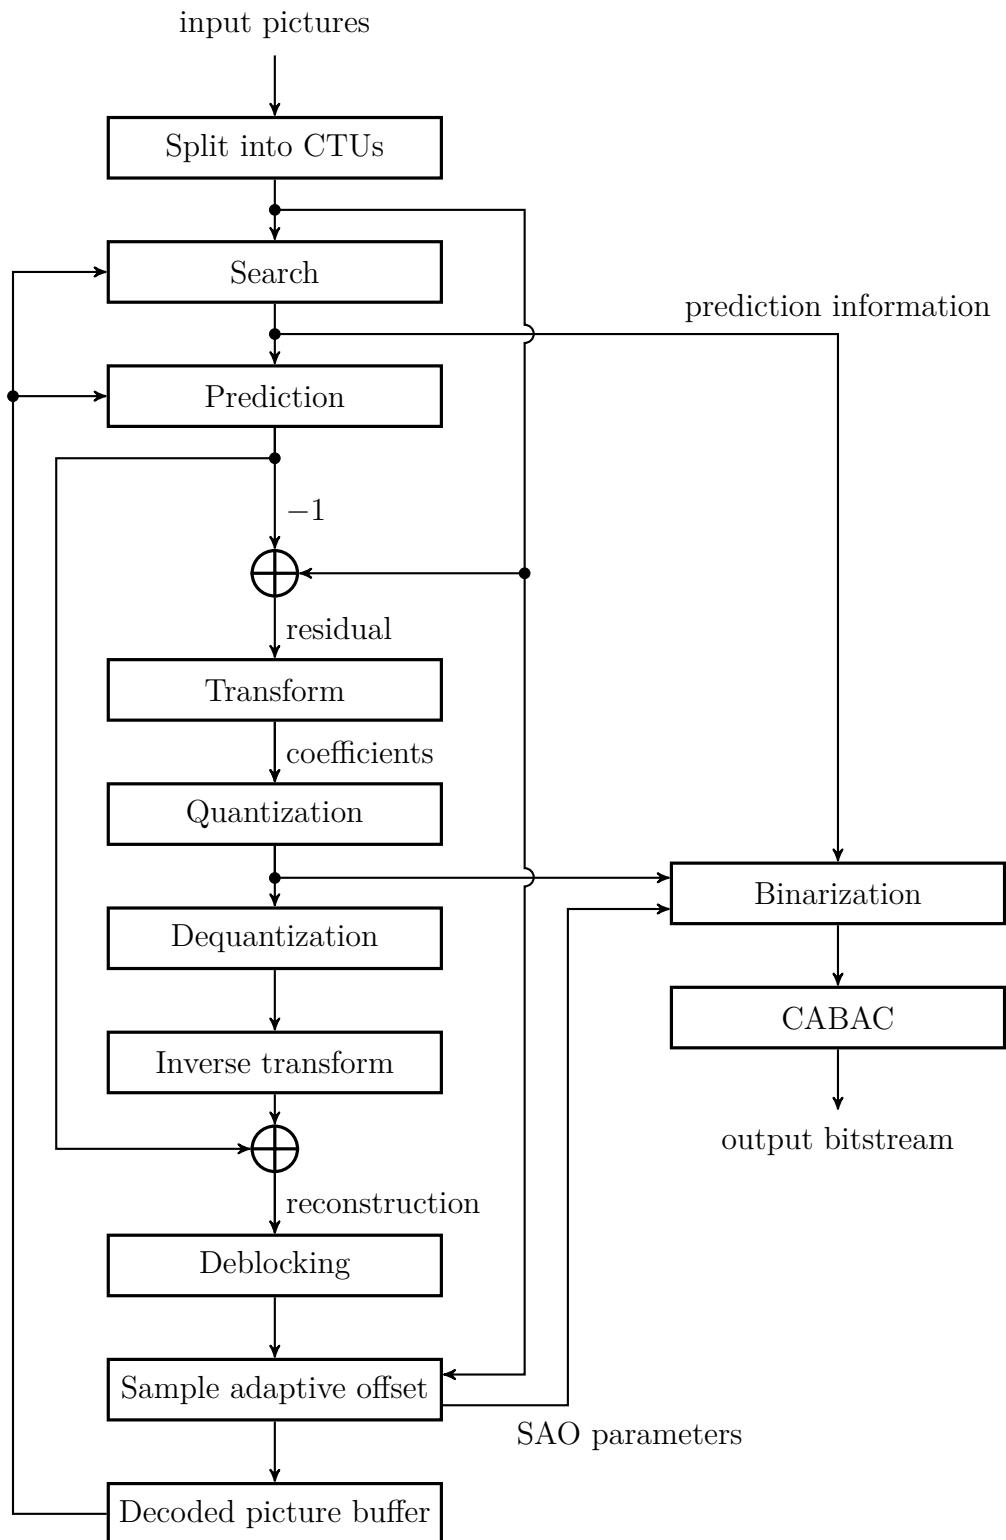 input pictures
Split into CTUs
Search
prediction information
Prediction
−1
residual
Transform
coefficients
Quantization
Binarization
Dequantization
CABAC
Inverse transform
output bitstream
reconstruction
Deblocking
Sample adaptive offset
SAO parameters
Decoded picture buffer